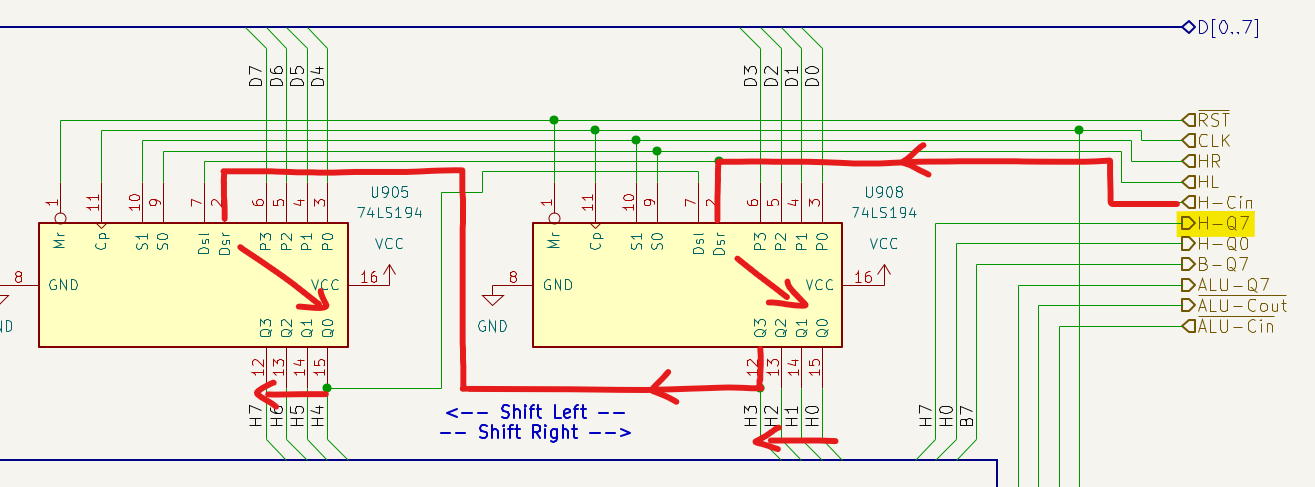 D[0..7]
D7 D6 D5 D4
D3 D2 D1 D0
RST
CLK
HR
HL
H-Cin
H-Q7
H-Q0
B-Q7
ALU-Q7
ALU-Cout
ALU-Cin
1 11 10 9 7 2 6 5 4 3
U905
74LS194
1 11 10 9 7 2 6 5 4 3
U908
74LS194
Mr Cp S1 S0 Dsl Dsr P3 P2 P1 P0
VCC
Mr Cp S1 S0 Dsl Dsr P3 P2 P1 P0
VCC
8 GND VCC 16
8 GND VCC 16
ND
GND
Q3 Q2 Q1 Q0
Q3 Q2 Q1 Q0
12 13 14 15
12 13 14 15
H7 H6 H5 H4
<-- Shift Left --
-- Shift Right -->
H3 H2 H1 H0
H7 H0 B7